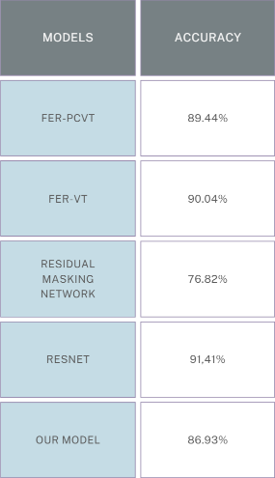 MODELS ACCURACY
FER-PCVT 89.44%
FER-VT 90.04%
RESIDUAL
MASKING 76.82%
NETWORK
RESNET 91,41%
OUR MODEL 86.93%